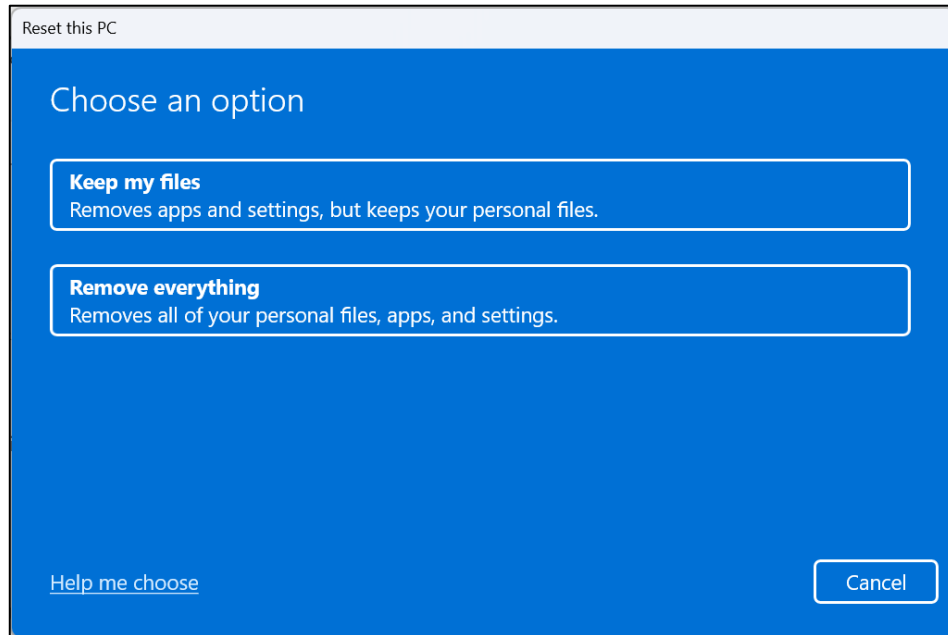 Reset this PC
Choose an option
Keep my files
Removes apps and settings, but keeps your personal files.
Remove everything
Removes all of your personal files, apps, and settings.
Help me choose
Cancel